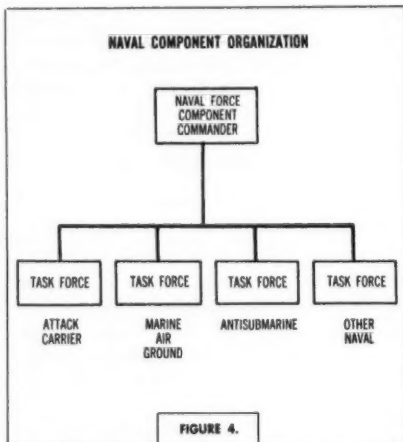 NAVAL COMPONENT ORGANIZATION
NAVAL FORCE
COMPONENT
COMMANDER
TASK FORCE
TASK FORCE
TASK FORCE
TASK FORCE
ATTACK
CARRIER
MARINE
AIR
GROUND
ANTISUBMARINE
OTHER
NAVAL
FIGURE 4.